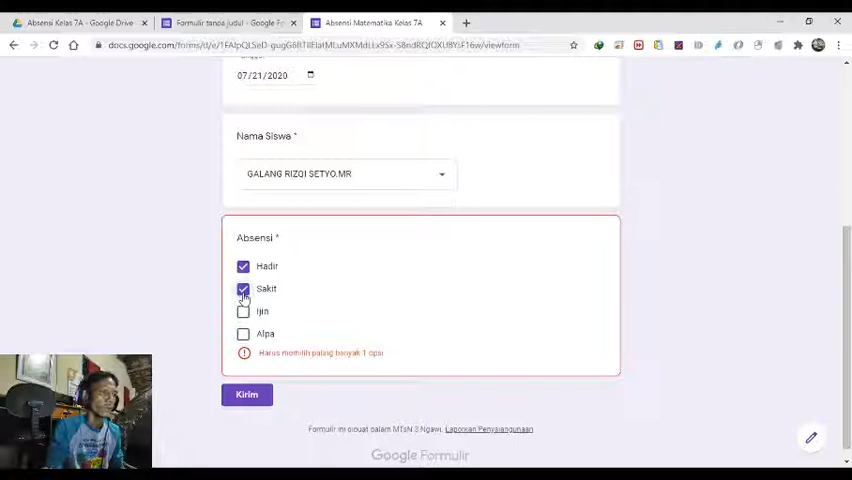 Absensi Kelas 7A - Google Drive
Formulir tanpa judul - Google Fo
Absensi Matematika Kelas 7A
07/21/2020
Nama Siswa *
GALANG RIZQI SETYO.MR
Absensi *
Hadir
Sakit
Ijin
Alpa
Harus memilih paling banyak 1 opsi
Kirim
Formulir ini dibuat dalam MTsN 3 Ngawi. Laporkan Penyalahgunaan
Google Formulir